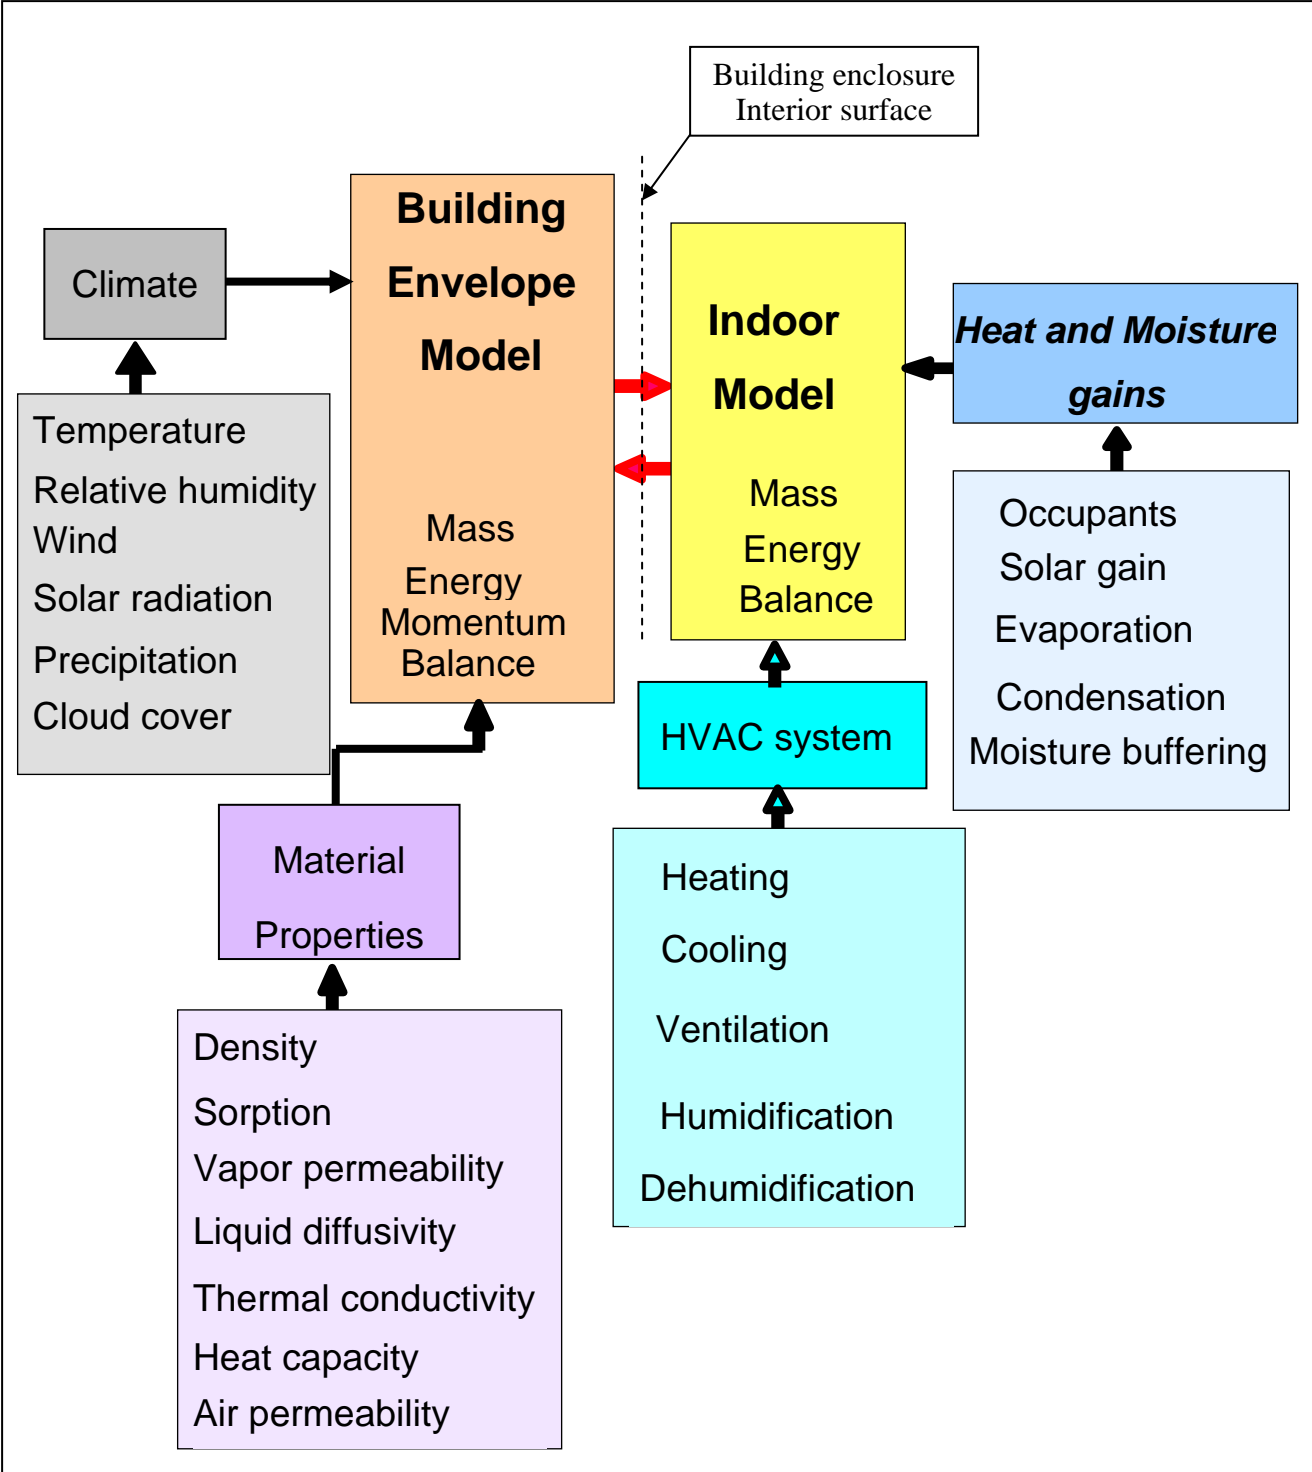 Building enclosure
Interior surface
Climate
Temperature
Relative humidity
Wind
Solar radiation
Precipitation
Cloud cover
Building
Envelope
Model
Mass
Energy
Momentum
Balance
Indoor
Model
Mass
Energy
Balance
Heat and Moisture
gains
Occupants
Solar gain
Evaporation
Condensation
Moisture buffering
HVAC system
Heating
Cooling
Ventilation
Humidification
Dehumidification
Material
Properties
Density
Sorption
Vapor permeability
Liquid diffusivity
Thermal conductivity
Heat capacity
Air permeability